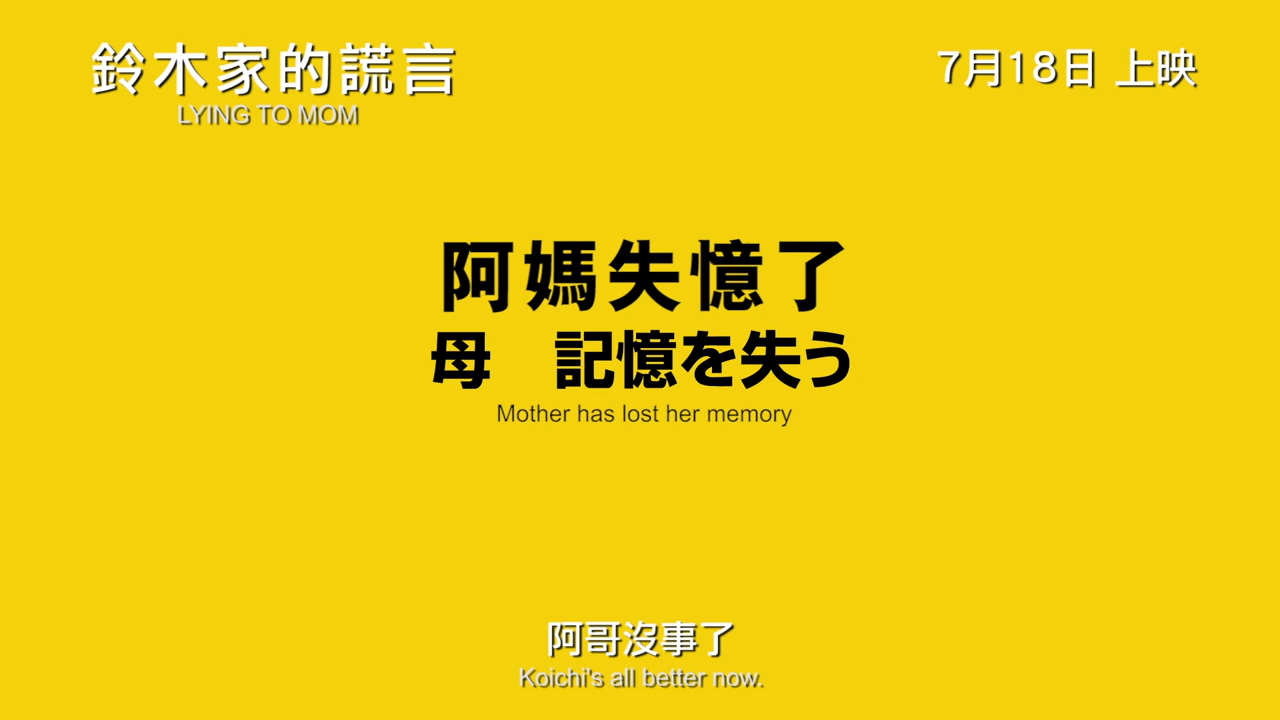 鈴木家的謊言
LYING TO MOM
7月18日 上映
阿媽失憶了
母　記憶を失う
Mother has lost her memory
阿哥沒事了
Koichi's all better now.